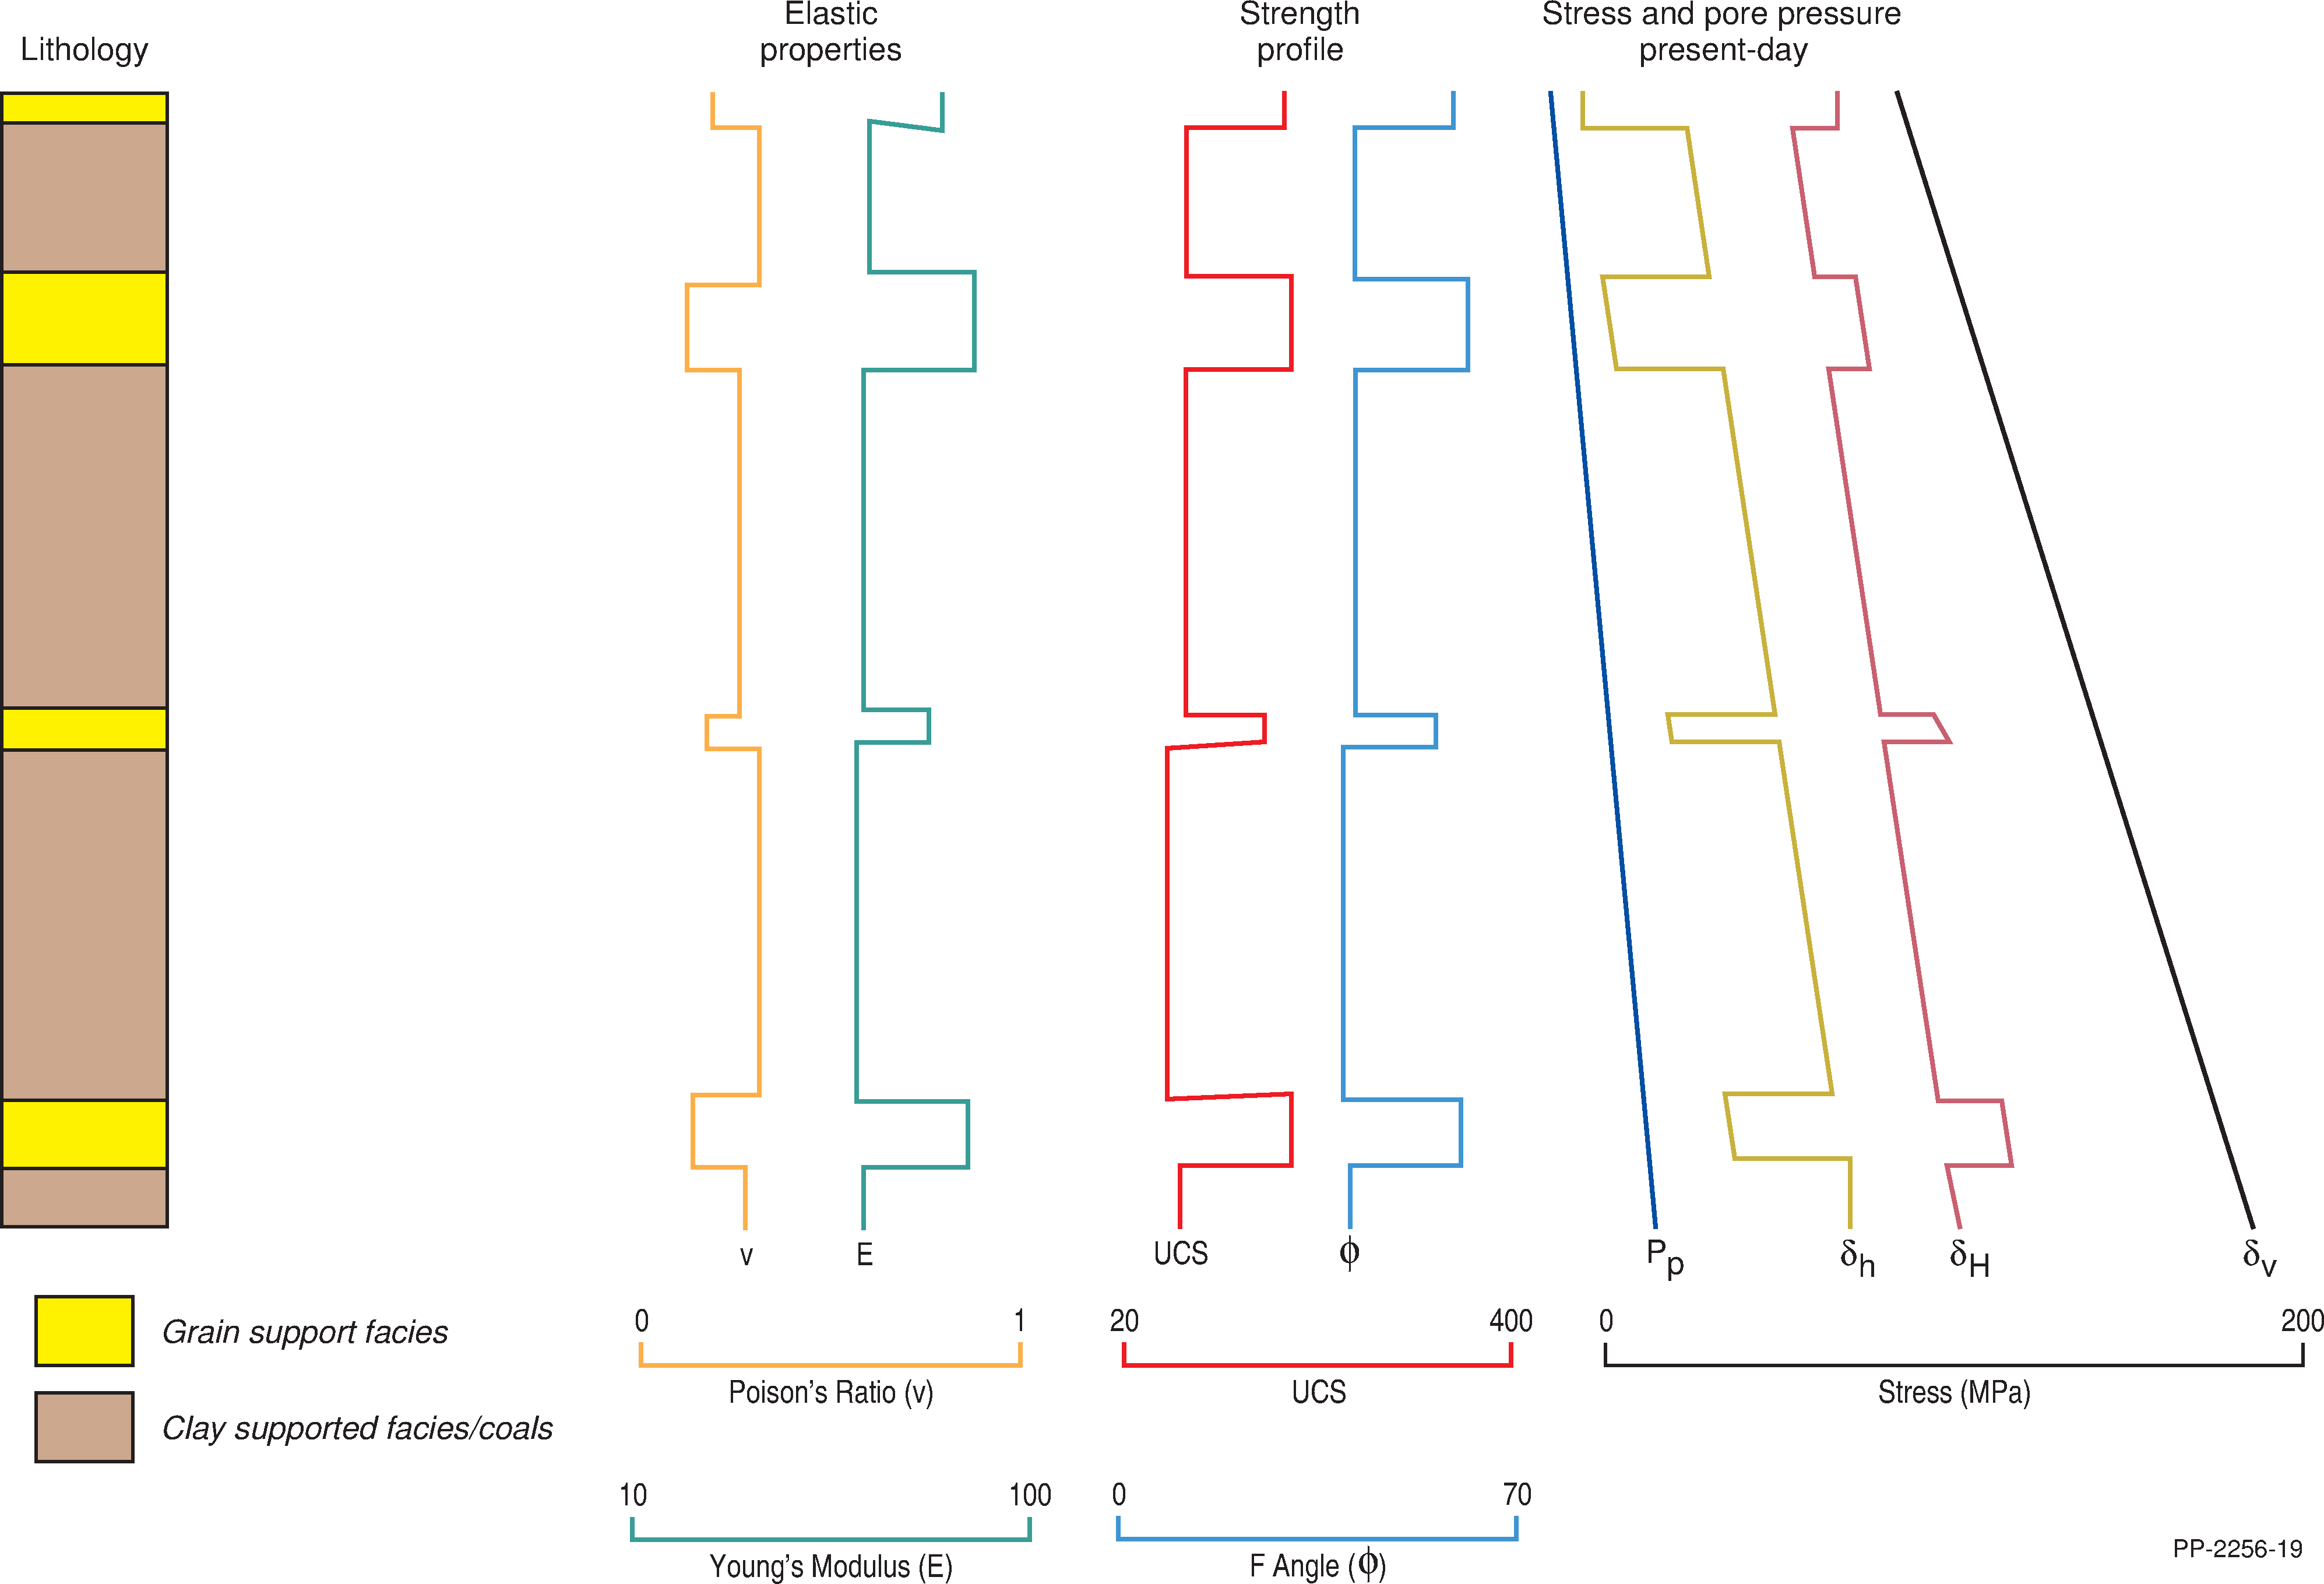 Lithology
Elastic
properties
Strength
profile
Stress and pore pressure
present-day
v
E
UCS
ϕ
Pp
δh
δH
δv
Grain support facies
Clay supported facies/coals
0 1
Poison’s Ratio (v)
10 100
Young’s Modulus (E)
20 400
UCS
0 70
F Angle (ϕ)
0 200
Stress (MPa)
PP-2256-19